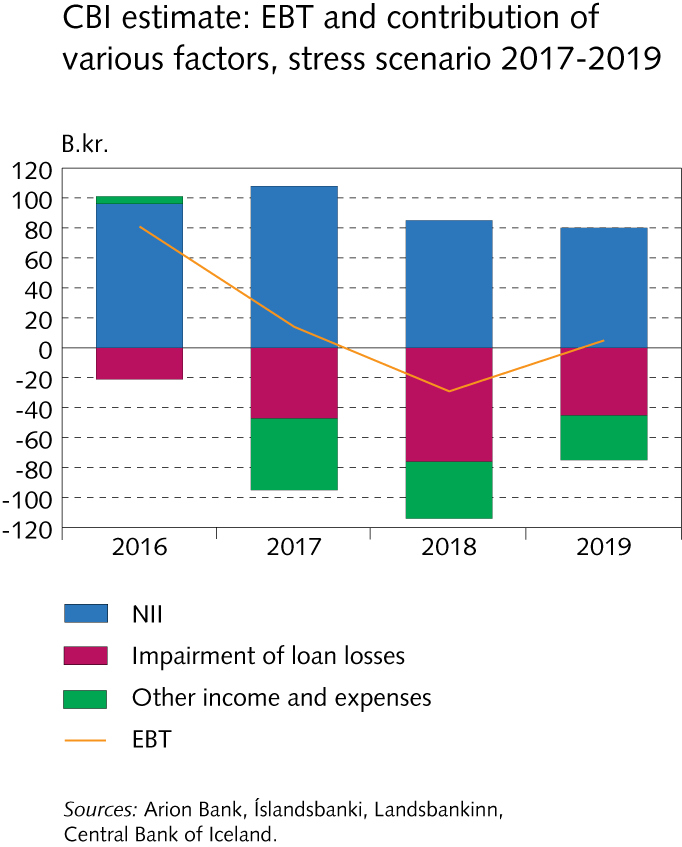 CBI estimate: EBT and contribution of
various factors, stress scenario 2017-2019
B.kr.
120
100
80
60
40
20
0
-20
-40
-60
-80
-100
-120
2016 2017 2018 2019
NII
Impairment of loan losses
Other income and expenses
EBT
Sources: Arion Bank, Íslandsbanki, Landsbankinn,
Central Bank of Iceland.